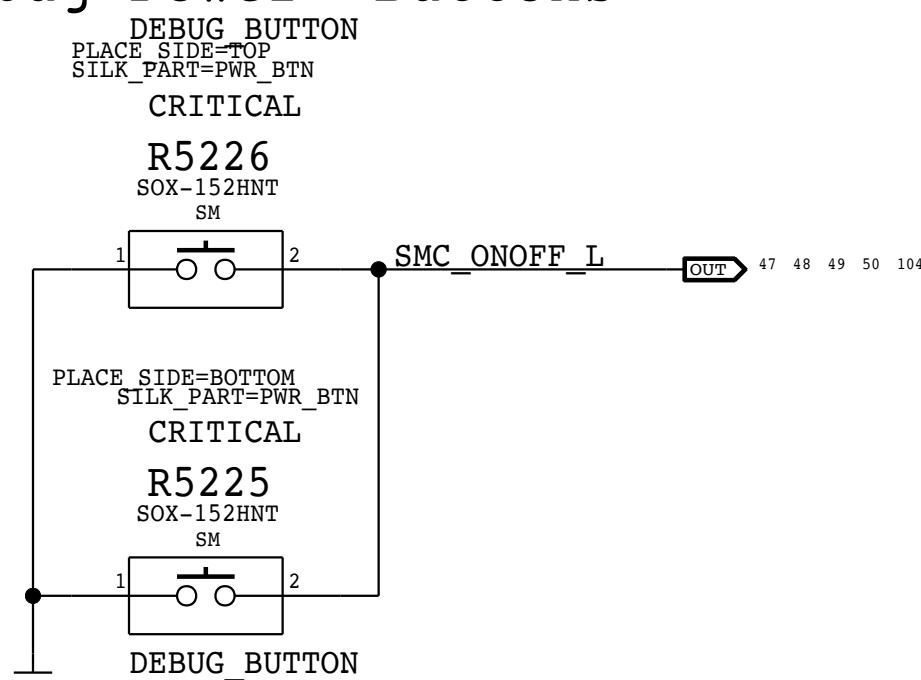 DEBUG_BUTTON
PLACE_SIDE=TOP
SILK_PART=PWR_BTN
CRITICAL
R5226
SOX-152HNT
SM
1 2
SMC_ONOFF_L
OUT 47 48 49 50 104
PLACE_SIDE=BOTTOM
SILK_PART=PWR_BTN
CRITICAL
R5225
SOX-152HNT
SM
1 2
DEBUG_BUTTON